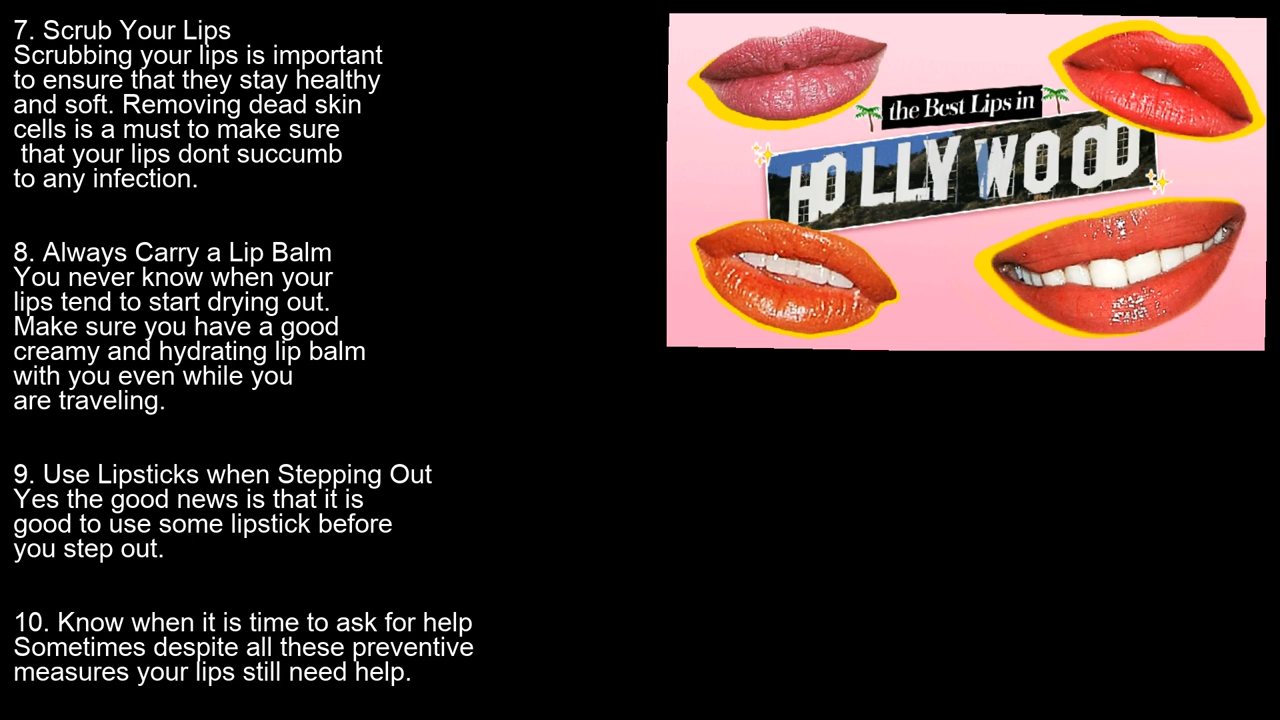 7. Scrub Your Lips
Scrubbing your lips is important
to ensure that they stay healthy
and soft. Removing dead skin
cells is a must to make sure
that your lips dont succumb
to any infection.
8. Always Carry a Lip Balm
You never know when your
lips tend to start drying out.
Make sure you have a good
creamy and hydrating lip balm
with you even while you
are traveling.
9. Use Lipsticks when Stepping Out
Yes the good news is that it is
good to use some lipstick before
you step out.
10. Know when it is time to ask for help
Sometimes despite all these preventive
measures your lips still need help.
the Best Lips in
HOLLYWOOD